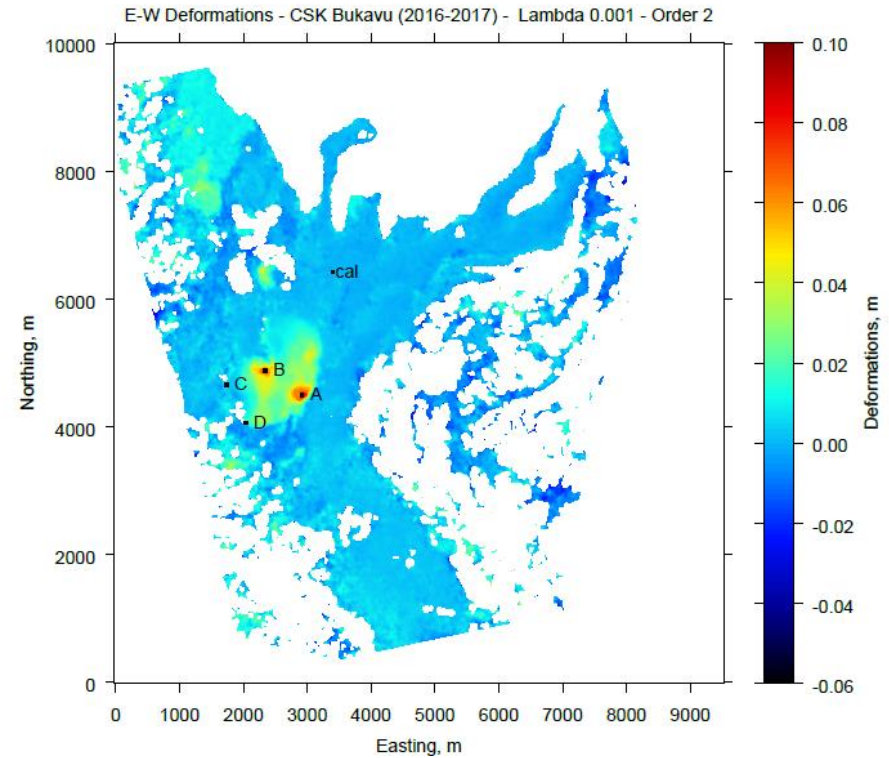 E-W Deformations - CSK Bukavu (2016-2017) - Lambda 0.001 - Order 2
10000
8000
6000
4000
2000
0
Northing, m
cal
B
C
A
D
0 1000 2000 3000 4000 5000 6000 7000 8000 9000
Easting, m
0.10
0.08
0.06
0.04
0.02
0.00
-0.02
-0.04
-0.06
Deformations, m